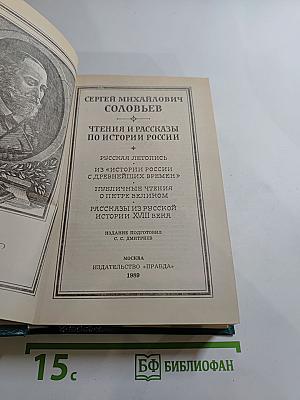 СЕРГЕЙ МИХАЙЛОВИЧ
СОЛОВЬЕВ
ЧТЕНИЯ И РАССКАЗЫ
ПО ИСТОРИИ РОССИИ
РУССКАЯ ЛЕТОПИСЬ
ИЗ «ИСТОРИИ РОССИИ
С ДРЕВНЕЙШИХ ВРЕМЕН»
ПУБЛИЧНЫЕ ЧТЕНИЯ
О ПЕТРЕ ВЕЛИКОМ
РАССКАЗЫ ИЗ РУССКОЙ
ИСТОРИИ XVIII ВЕКА
ИЗДАНИЕ ПОДГОТОВИЛ
С. С. ДМИТРИЕВ
МОСКВА
ИЗДАТЕЛЬСТВО «ПРАВДА»
1989
15с
БФ БИБЛИОФАН